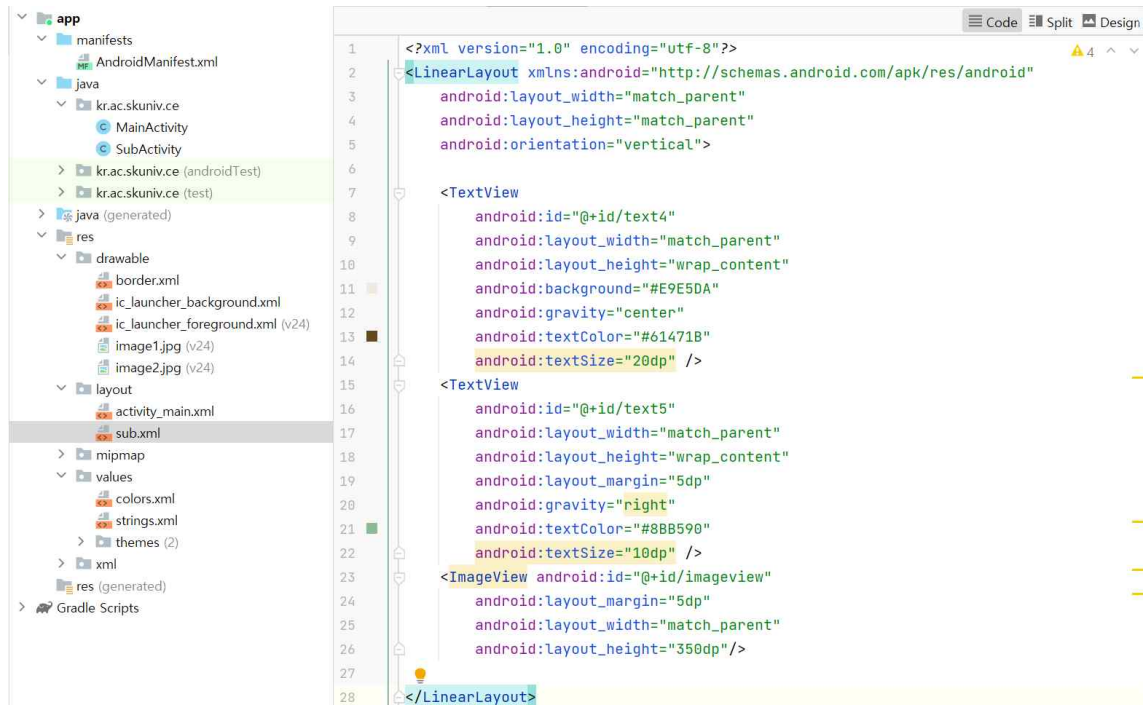 app
manifests
AndroidManifest.xml
java
kr.ac.skuniv.ce
MainActivity
SubActivity
kr.ac.skuniv.ce (androidTest)
kr.ac.skuniv.ce (test)
java (generated)
res
drawable
border.xml
ic_launcher_background.xml
ic_launcher_foreground.xml (v24)
image1.jpg (v24)
image2.jpg (v24)
layout
activity_main.xml
sub.xml
mipmap
values
colors.xml
strings.xml
themes (2)
xml
res (generated)
Gradle Scripts
Code Split Design
4
1 <?xml version="1.0" encoding="utf-8"?>
2 <LinearLayout xmlns:android="http://schemas.android.com/apk/res/android"
3 android:layout_width="match_parent"
4 android:layout_height="match_parent"
5 android:orientation="vertical">
6
7 <TextView
8 android:id="@+id/text4"
9 android:layout_width="match_parent"
10 android:layout_height="wrap_content"
11 android:background="#E9E5DA"
12 android:gravity="center"
13 android:textColor="#61471B"
14 android:textSize="20dp" />
15 <TextView
16 android:id="@+id/text5"
17 android:layout_width="match_parent"
18 android:layout_height="wrap_content"
19 android:layout_margin="5dp"
20 android:gravity="right"
21 android:textColor="#8BB590"
22 android:textSize="10dp" />
23 <ImageView android:id="@+id/imageview"
24 android:layout_margin="5dp"
25 android:layout_width="match_parent"
26 android:layout_height="350dp"/>
27
28 </LinearLayout>